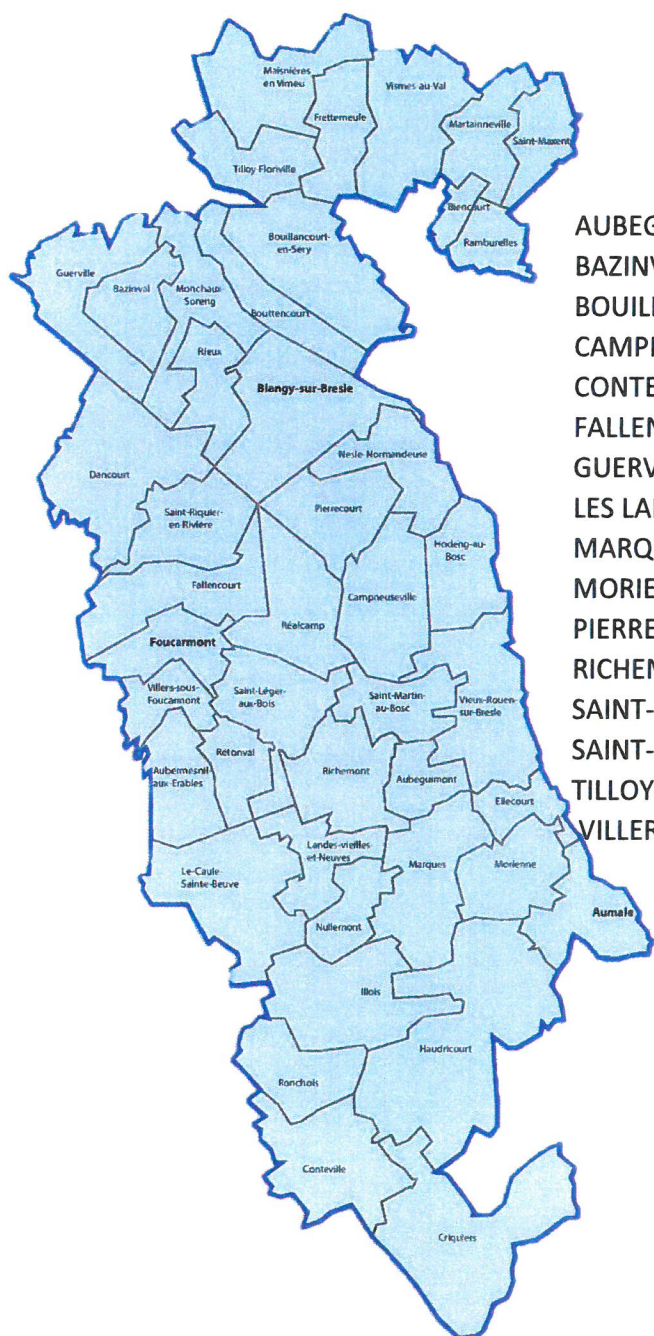 Maisnières
en Vimeu
Vismes au Val
Frettemeule
Martainneville
Saint-Maxent
Tilloy Floriville
Biencourt
Ramburelles
Bouillancourt-
en-Séry
Guerville
Bazinval
Monchaux
Soreng
Bouttencourt
Rieux
Blangy-sur-Bresle
Nesle-Normandeuse
Dancourt
Saint-Riquier-
en Rivière
Pierrecourt
Hodeng-au-
Bosc
Fallencourt
Campneuseville
Réalcamp
Foucarmont
Villers-sous-
Foucarmont
Saint-Léger-
aux-Bois
Saint-Martin-
au-Bosc
Vieux-Rouen-
sur-Bresle
Aubermesnil-
aux-Erables
Rétonval
Richemont
Aubéguimont
Ellecourt
Landes-vieilles-
et-Neuves
Le-Caule-
Sainte-Beuve
Marques
Morienne
Nullemont
Aumale
Illois
Haudricourt
Ronchois
Conteville
Criquiers
AUBEG
BAZINV
BOUILL
CAMPI
CONTE
FALLEN
GUERV
LES LAI
MARQ
MORIE
PIERRE
RICHEM
SAINT-
SAINT-
TILLOY
VILLER